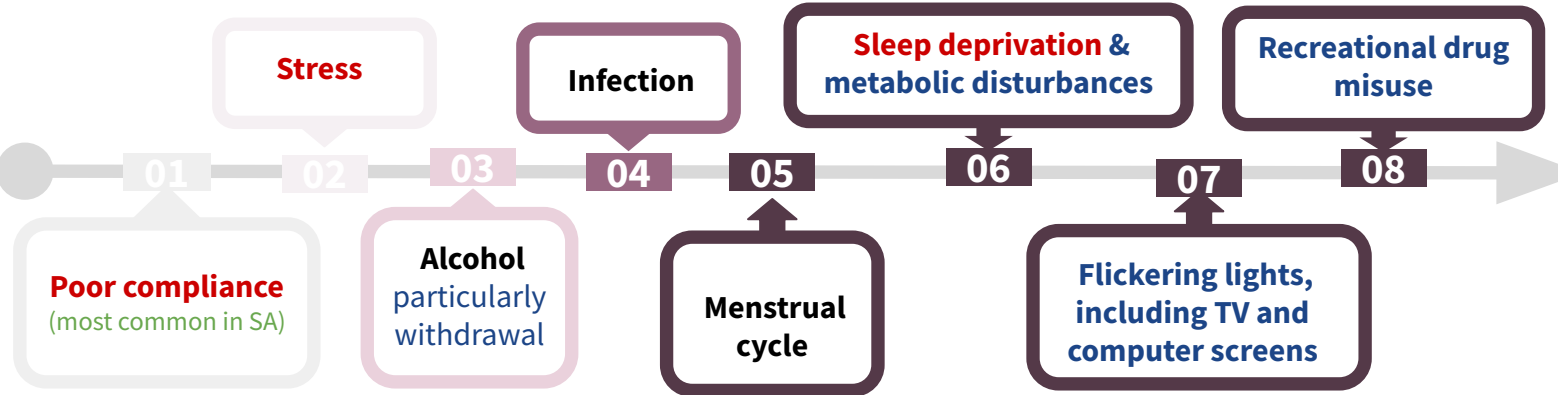 01
Poor compliance
(most common in SA)
02
Stress
03
Alcohol
particularly
withdrawal
04
Infection
05
Menstrual
cycle
06
Sleep deprivation &
metabolic disturbances
07
Flickering lights,
including TV and
computer screens
08
Recreational drug
misuse